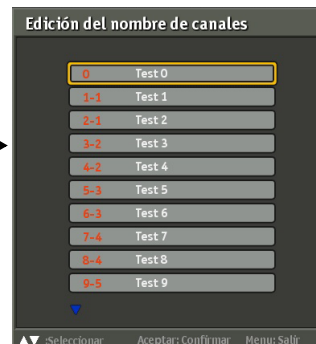 Edición del nombre de canales
0 Test 0
1-1 Test 1
2-1 Test 2
3-2 Test 3
4-2 Test 4
5-3 Test 5
6-3 Test 6
7-4 Test 7
8-4 Test 8
9-5 Test 9
▲▼ :Seleccionar Aceptar: Confirmar Menu: Salír